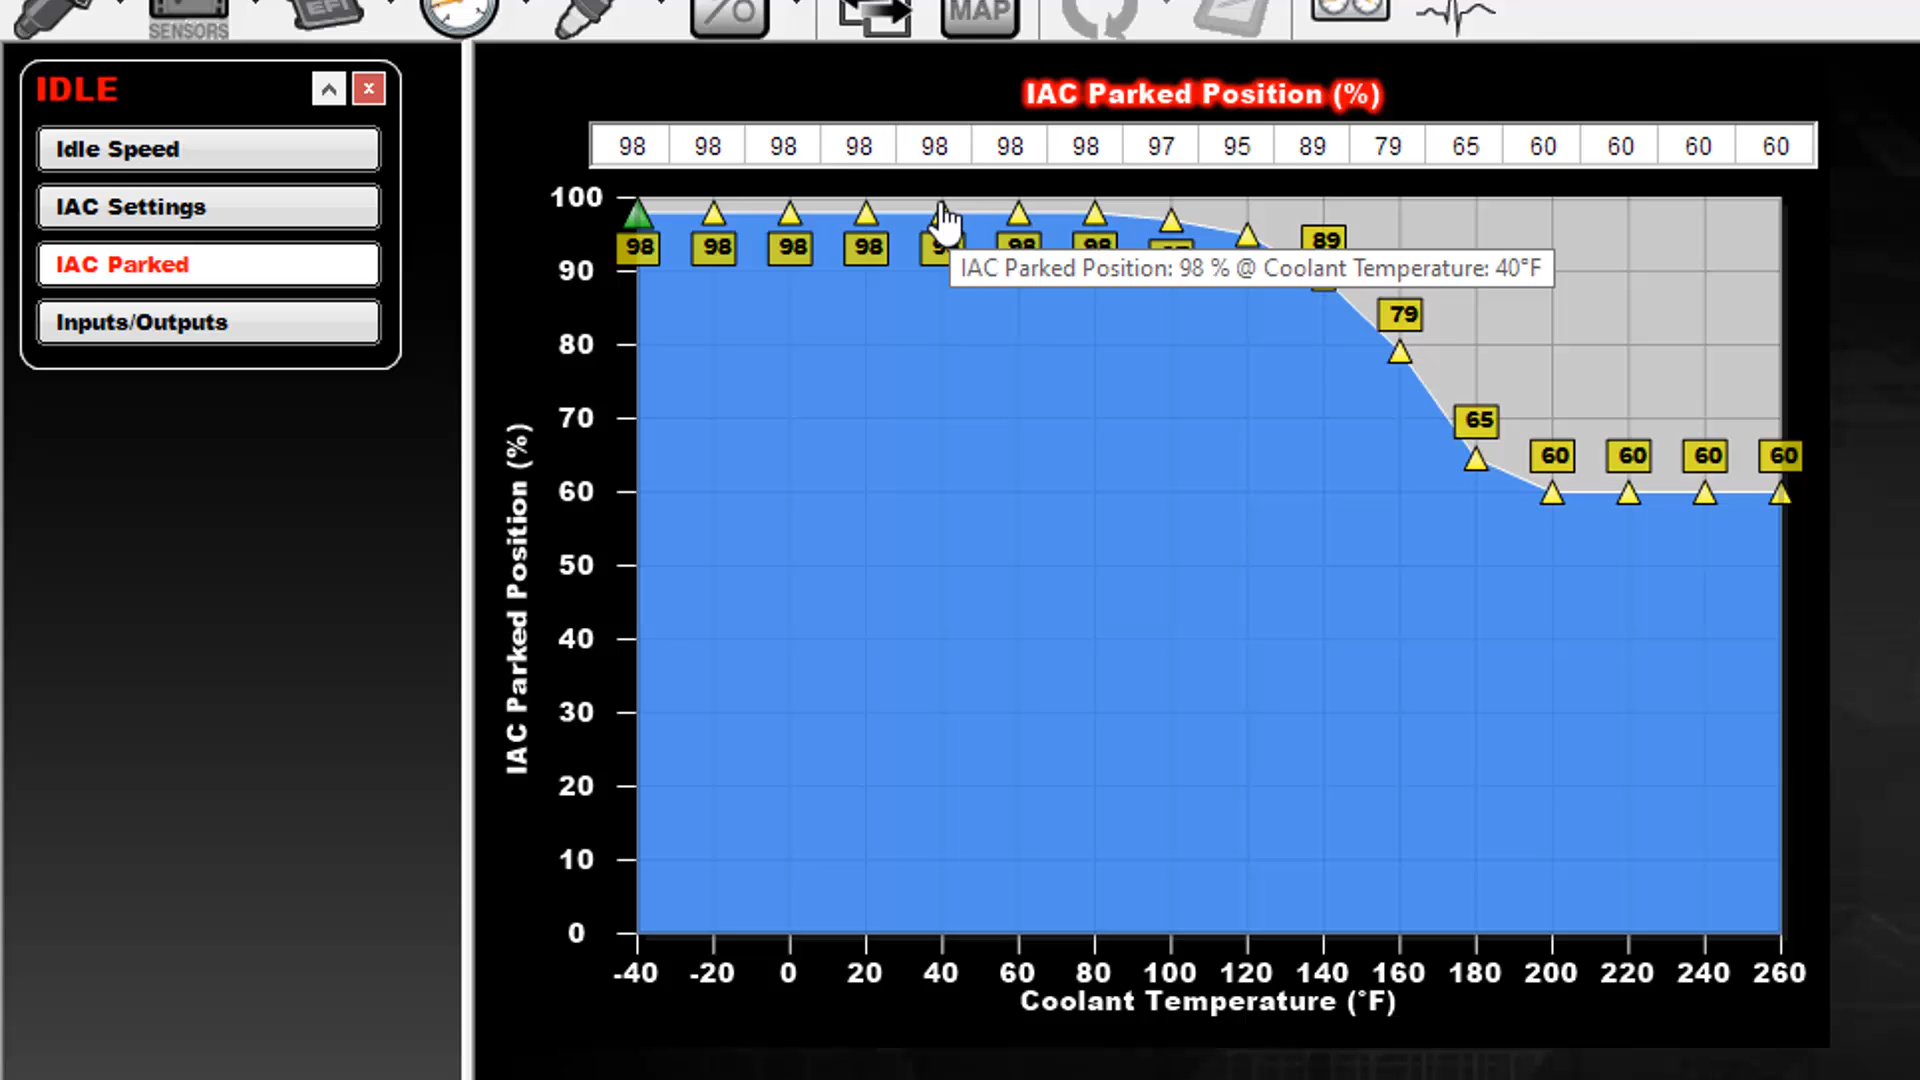 SENSORS
EFI
I/O
MAP
IDLE
x
Idle Speed
IAC Settings
IAC Parked
Inputs/Outputs
IAC Parked Position (%)
98 98 98 98 98 98 98 97 95 89 79 65 60 60 60 60
100
90
80
70
60
50
40
30
20
10
0
IAC Parked Position (%)
98 98 98 98 98 98 89
IAC Parked Position: 98 % @ Coolant Temperature: 40°F
79
65
60 60 60 60
-40 -20 0 20 40 60 80 100 120 140 160 180 200 220 240 260
Coolant Temperature (°F)